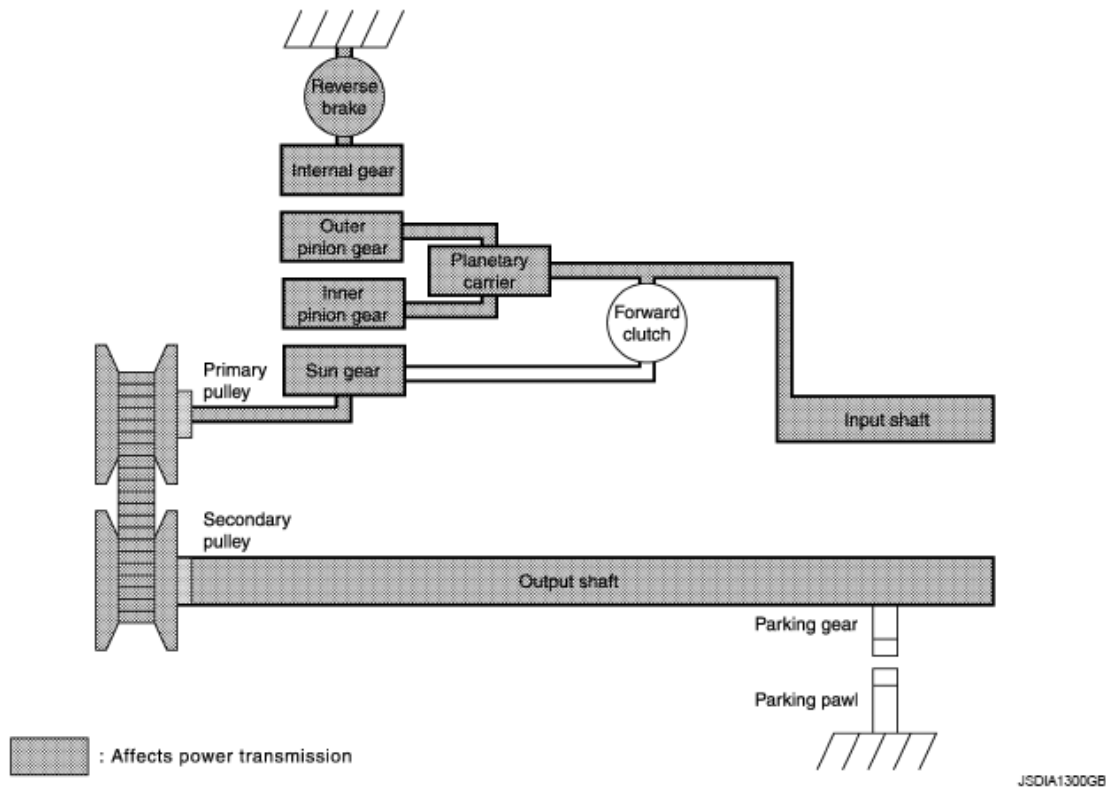 Reverse
brake
Internal gear
Outer
pinion gear
Planetary
carrier
Inner
pinion gear
Forward
clutch
Primary
pulley
Sun gear
Input shaft
Secondary
pulley
Output shaft
Parking gear
Parking pawl
: Affects power transmission
JSDIA1300GB